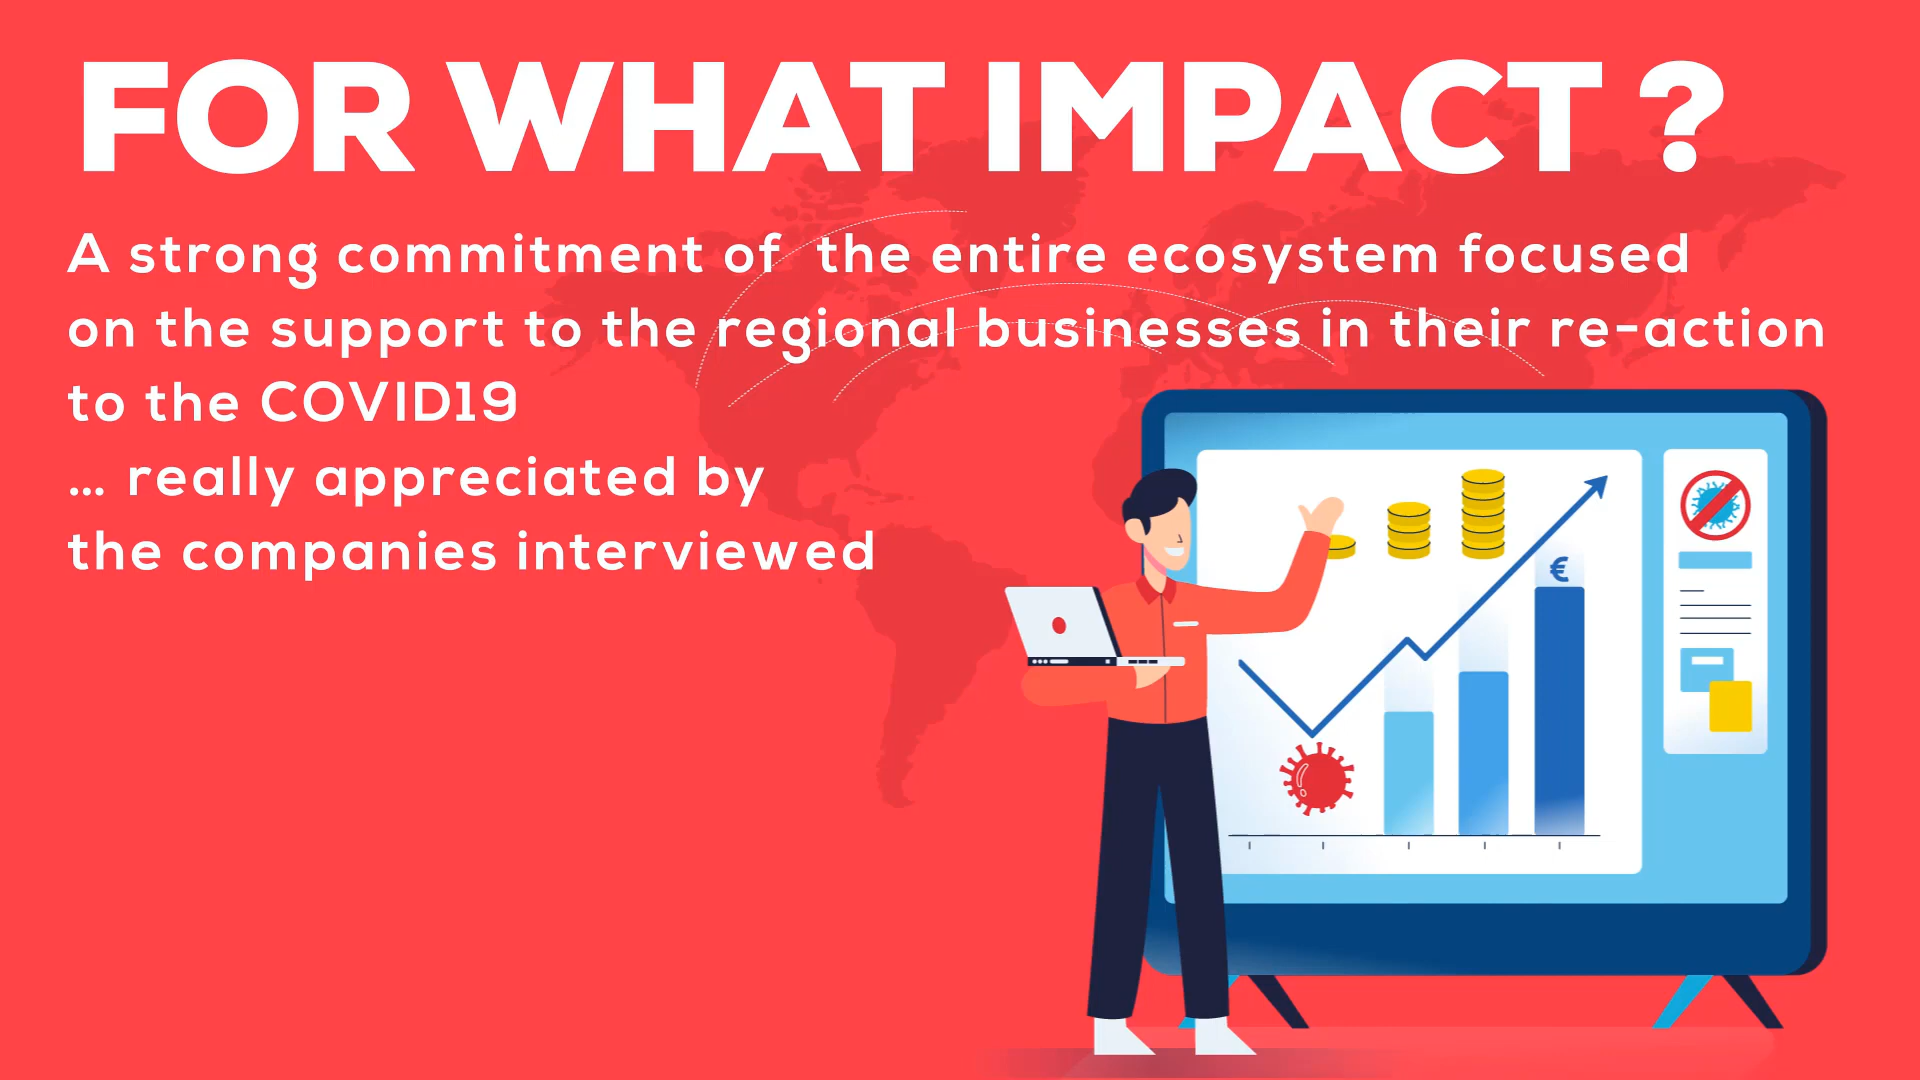 FOR WHAT IMPACT ?
A strong commitment of the entire ecosystem focused
on the support to the regional businesses in their re-action
to the COVID19
... really appreciated by
the companies interviewed
€